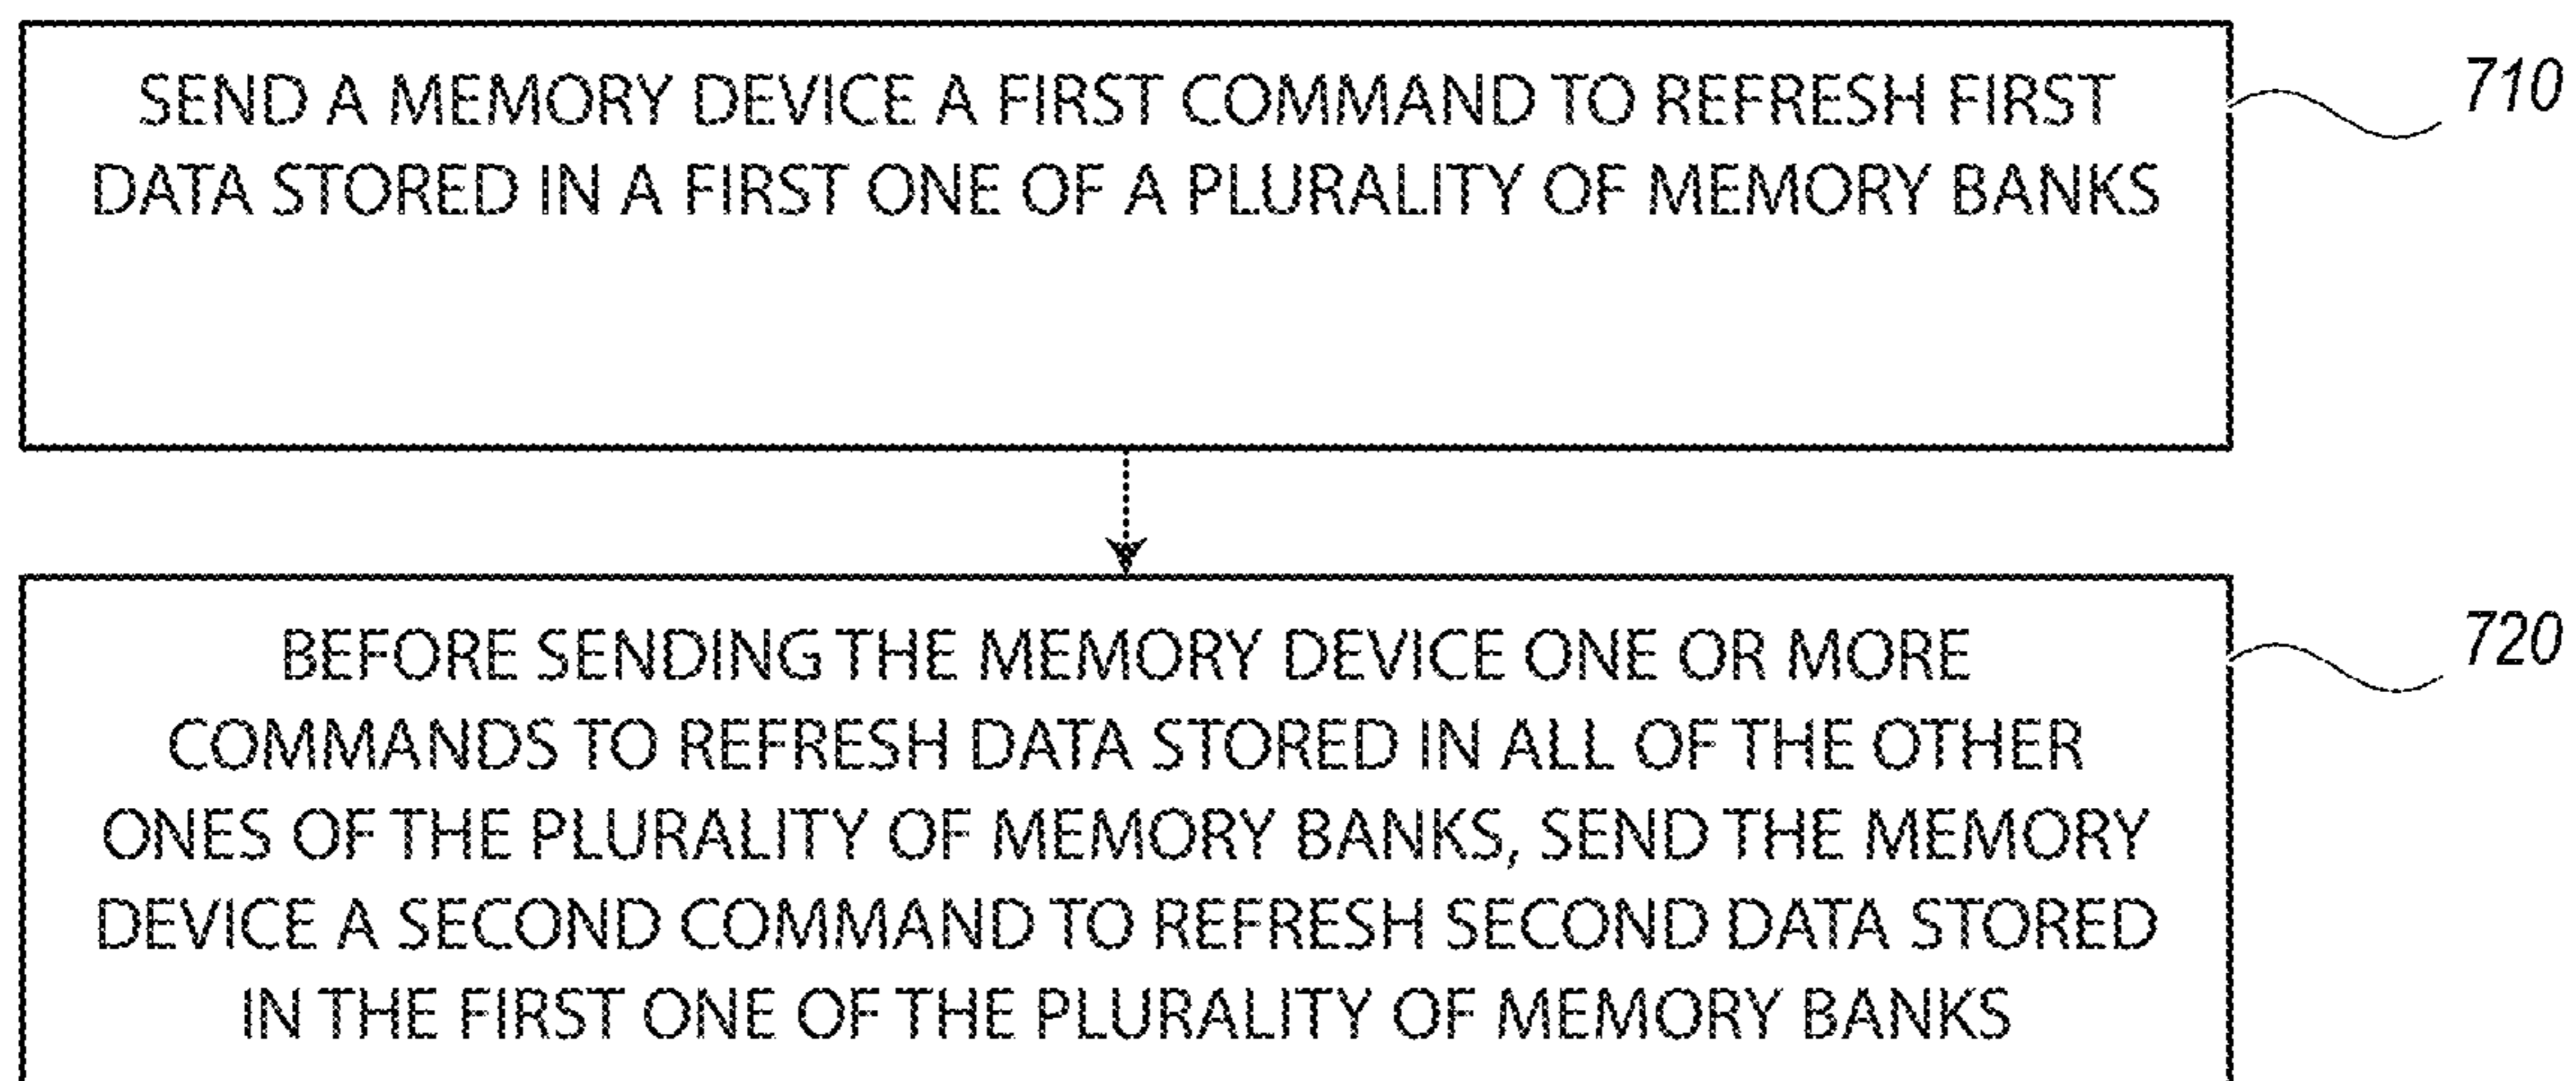 SEND A MEMORY DEVICE A FIRST COMMAND TO REFRESH FIRST
DATA STORED IN A FIRST ONE OF A PLURALITY OF MEMORY BANKS
710
BEFORE SENDING THE MEMORY DEVICE ONE OR MORE
COMMANDS TO REFRESH DATA STORED IN ALL OF THE OTHER
ONES OF THE PLURALITY OF MEMORY BANKS, SEND THE MEMORY
DEVICE A SECOND COMMAND TO REFRESH SECOND DATA STORED
IN THE FIRST ONE OF THE PLURALITY OF MEMORY BANKS
720